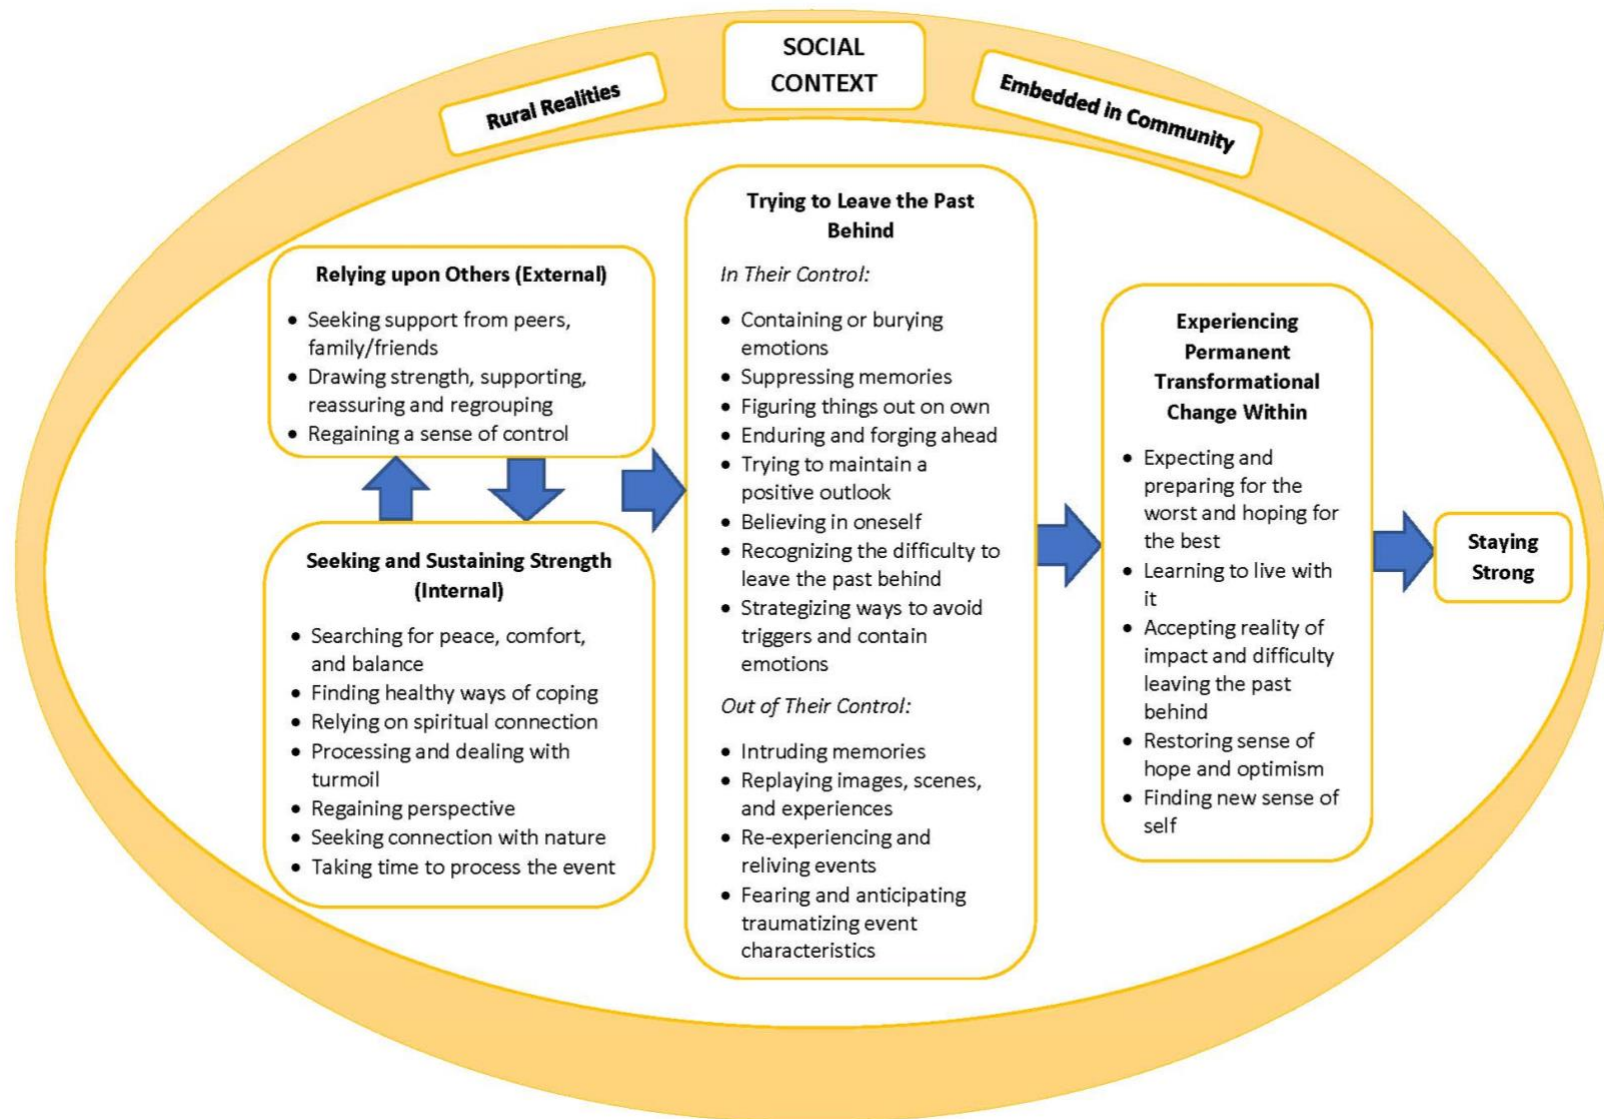 SOCIAL
CONTEXT
Rural Realities
Embedded in Community
Relying upon Others (External)
• Seeking support from peers,
family/friends
• Drawing strength, supporting,
reassuring and regrouping
• Regaining a sense of control
Seeking and Sustaining Strength
(Internal)
• Searching for peace, comfort,
and balance
• Finding healthy ways of coping
• Relying on spiritual connection
• Processing and dealing with
turmoil
• Regaining perspective
• Seeking connection with nature
• Taking time to process the event
Trying to Leave the Past
Behind
In Their Control:
• Containing or burying
emotions
• Suppressing memories
• Figuring things out on own
• Enduring and forging ahead
• Trying to maintain a
positive outlook
• Believing in oneself
• Recognizing the difficulty to
leave the past behind
• Strategizing ways to avoid
triggers and contain
emotions
Out of Their Control:
• Intruding memories
• Replaying images, scenes,
and experiences
• Re-experiencing and
reliving events
• Fearing and anticipating
traumatizing event
characteristics
Experiencing
Permanent
Transformational
Change Within
• Expecting and
preparing for the
worst and hoping for
the best
• Learning to live with
it
• Accepting reality of
impact and difficulty
leaving the past
behind
• Restoring sense of
hope and optimism
• Finding new sense of
self
Staying
Strong